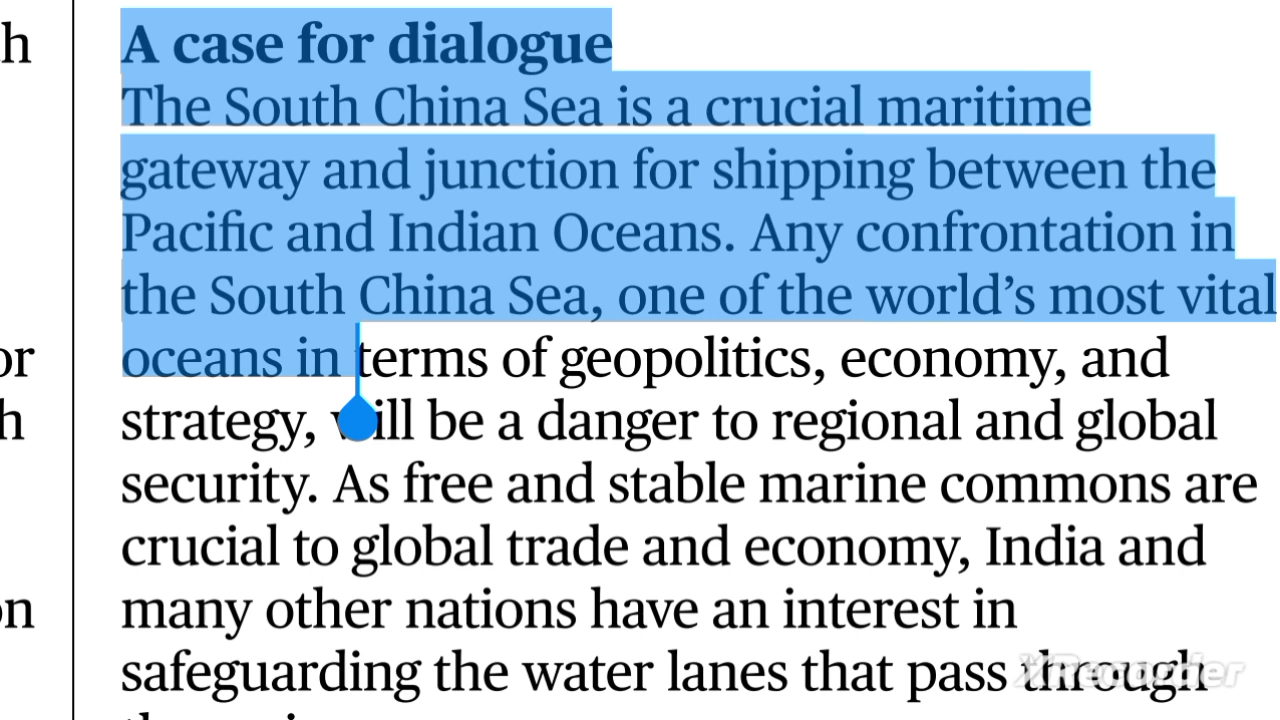 h
A case for dialogue
The South China Sea is a crucial maritime
gateway and junction for shipping between the
Pacific and Indian Oceans. Any confrontation in
the South China Sea, one of the world’s most vital
or
oceans in terms of geopolitics, economy, and
h
strategy, will be a danger to regional and global
security. As free and stable marine commons are
crucial to global trade and economy, India and
on
many other nations have an interest in
safeguarding the water lanes that pass through
XRecorder